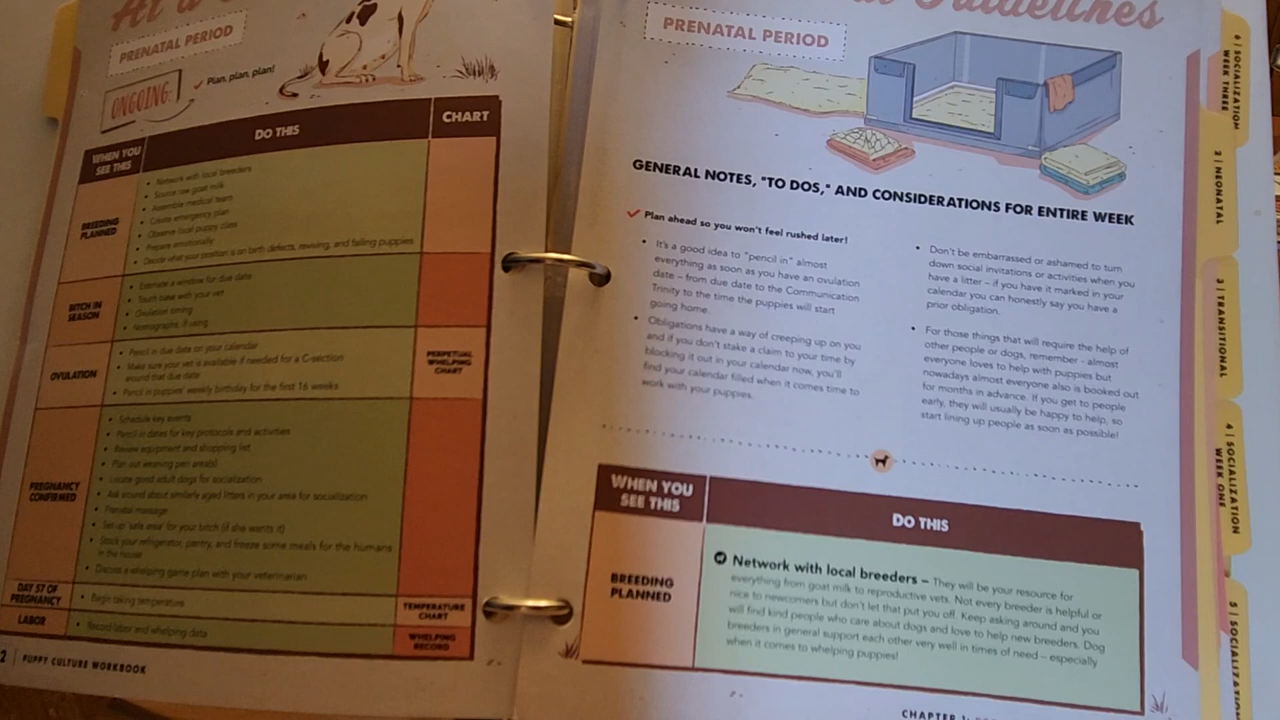 At a
PRENATAL PERIOD
ONGOING
Plan, plan, plan!
WHEN YOU
SEE THIS
DO THIS
CHART
BREEDING
PLANNED
• Network with local breeders
• Source raw goat milk
• Assemble medical team
• Create emergency plan
• Observe local puppy class
• Prepare emotionally
• Decide what your position is on birth defects, reviving, and failing puppies
BITCH IN
SEASON
• Estimate a window for due date
• Touch base with your vet
• Ovulation timing
• Nomographs, if using
OVULATION
• Pencil in due date on your calendar
• Make sure your vet is available if needed for a C-section
around that due date
• Pencil in puppies' weekly birthday for the first 16 weeks
PERPETUAL
WHELPING
CHART
PREGNANCY
CONFIRMED
• Schedule key events
• Pencil in dates for key protocols and activities
• Review equipment and shopping list
• Plan out weaning pen area(s)
• Locate good adult dogs for socialization
• Ask around about similarly aged litters in your area for socialization
• Prenatal massage
• Set up 'safe area' for your bitch (if she wants it)
• Stock your refrigerator, pantry, and freeze some meals for the humans
in the house
• Discuss a whelping game plan with your veterinarian
DAY 57 OF
PREGNANCY
• Begin taking temperature
TEMPERATURE
CHART
LABOR
• Record labor and whelping data
WHELPING
RECORD
2 | PUPPY CULTURE WORKBOOK
Guidelines
PRENATAL PERIOD
GENERAL NOTES, "TO DOS," AND CONSIDERATIONS FOR ENTIRE WEEK
Plan ahead so you won't feel rushed later!
• It's a good idea to "pencil in" almost
everything as soon as you have an ovulation
date – from due date to the Communication
Trinity to the time the puppies will start
going home.
• Obligations have a way of creeping up on you
and if you don't stake a claim to your time by
blocking it out in your calendar now, you'll
find your calendar filled when it comes time to
work with your puppies.
• Don't be embarrassed or ashamed to turn
down social invitations or activities when you
have a litter – if you have it marked in your
calendar you can honestly say you have a
prior obligation.
• For those things that will require the help of
other people or dogs, remember - almost
everyone loves to help with puppies but
nowadays almost everyone also is booked out
for months in advance. If you get to people
early, they will usually be happy to help, so
start lining up people as soon as possible!
WHEN YOU
SEE THIS
DO THIS
BREEDING
PLANNED
Network with local breeders – They will be your resource for
everything from goat milk to reproductive vets. Not every breeder is helpful or
nice to newcomers but don't let that put you off. Keep asking around and you
will find kind people who care about dogs and love to help new breeders. Dog
breeders in general support each other very well in times of need – especially
when it comes to whelping puppies!
CHAPTER 1:
6 | SOCIALIZATION
WEEK THREE
2 | NEONATAL
3 | TRANSITIONAL
4 | SOCIALIZATION
WEEK ONE
5 | SOCIALIZATION